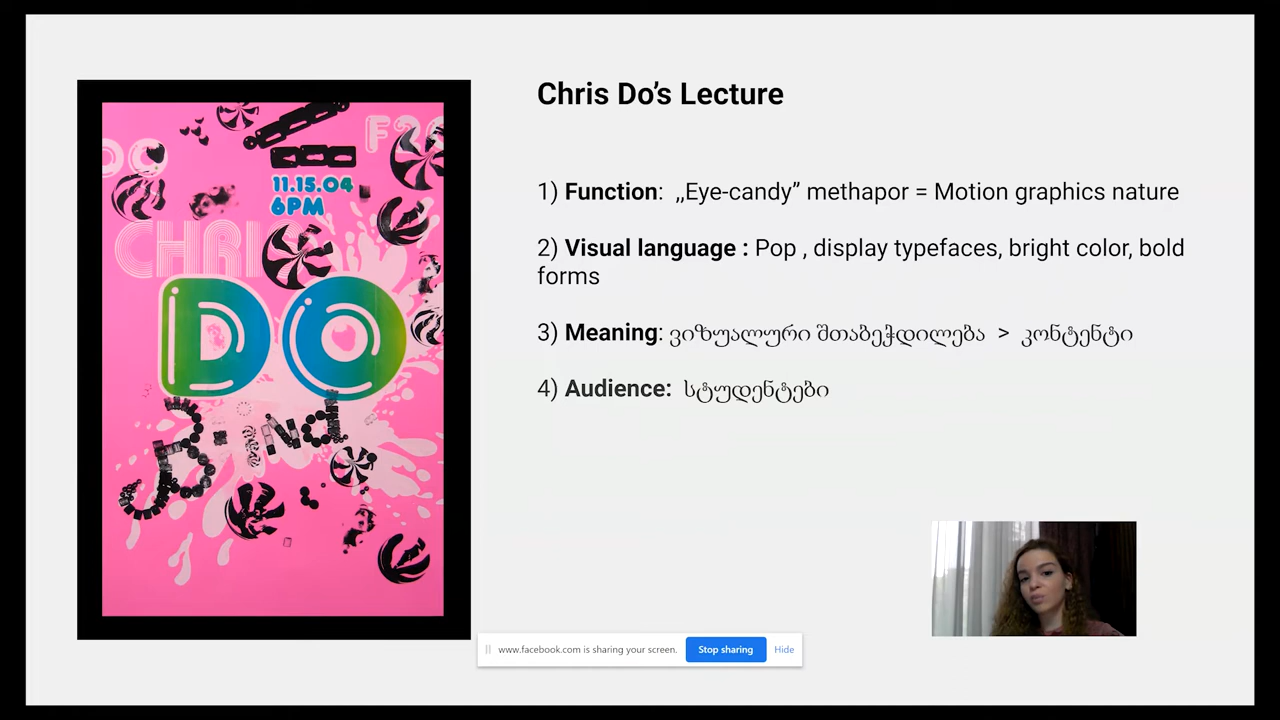 Chris Do's Lecture
1) Function: „Eye-candy” methapor = Motion graphics nature
2) Visual language : Pop , display typefaces, bright color, bold
forms
3) Meaning: ვიზუალური შთაბეჭდილება > კონტენტი
4) Audience: სტუდენტები
11.15.04
6PM
CHRIS
DO
Blind
www.facebook.com is sharing your screen.
Stop sharing
Hide